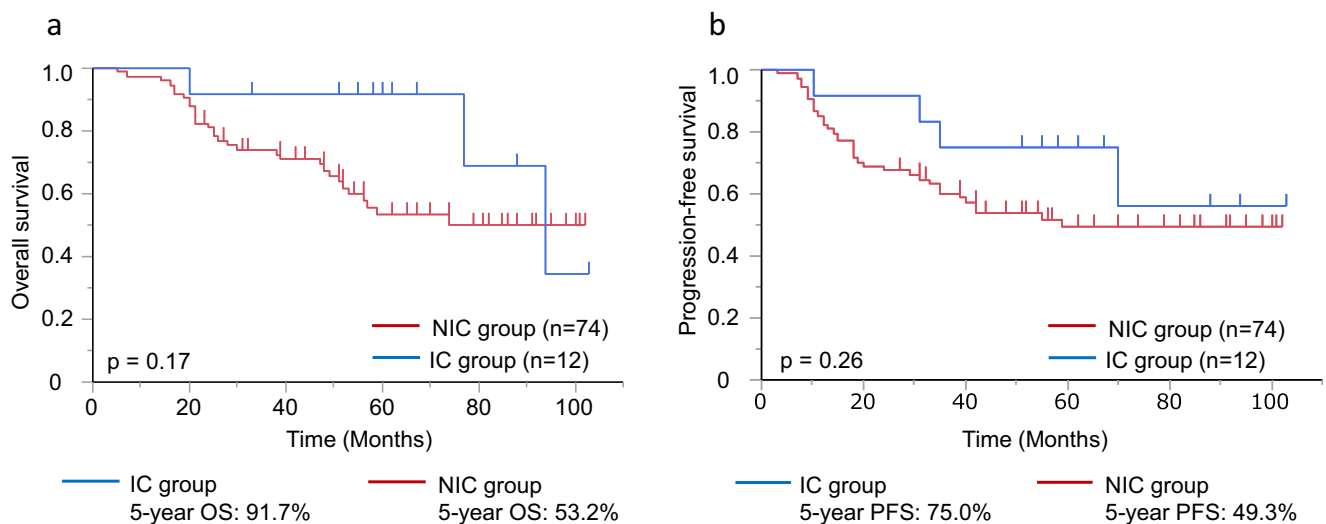 a
Overall survival
1.0
0.8
0.6
0.4
0.2
0
NIC group (n=74)
IC group (n=12)
p = 0.17
0 20 40 60 80 100
Time (Months)
IC group
5-year OS: 91.7%
NIC group
5-year OS: 53.2%
b
Progression-free survival
1.0
0.8
0.6
0.4
0.2
0
NIC group (n=74)
IC group (n=12)
p = 0.26
0 20 40 60 80 100
Time (Months)
IC group
5-year PFS: 75.0%
NIC group
5-year PFS: 49.3%